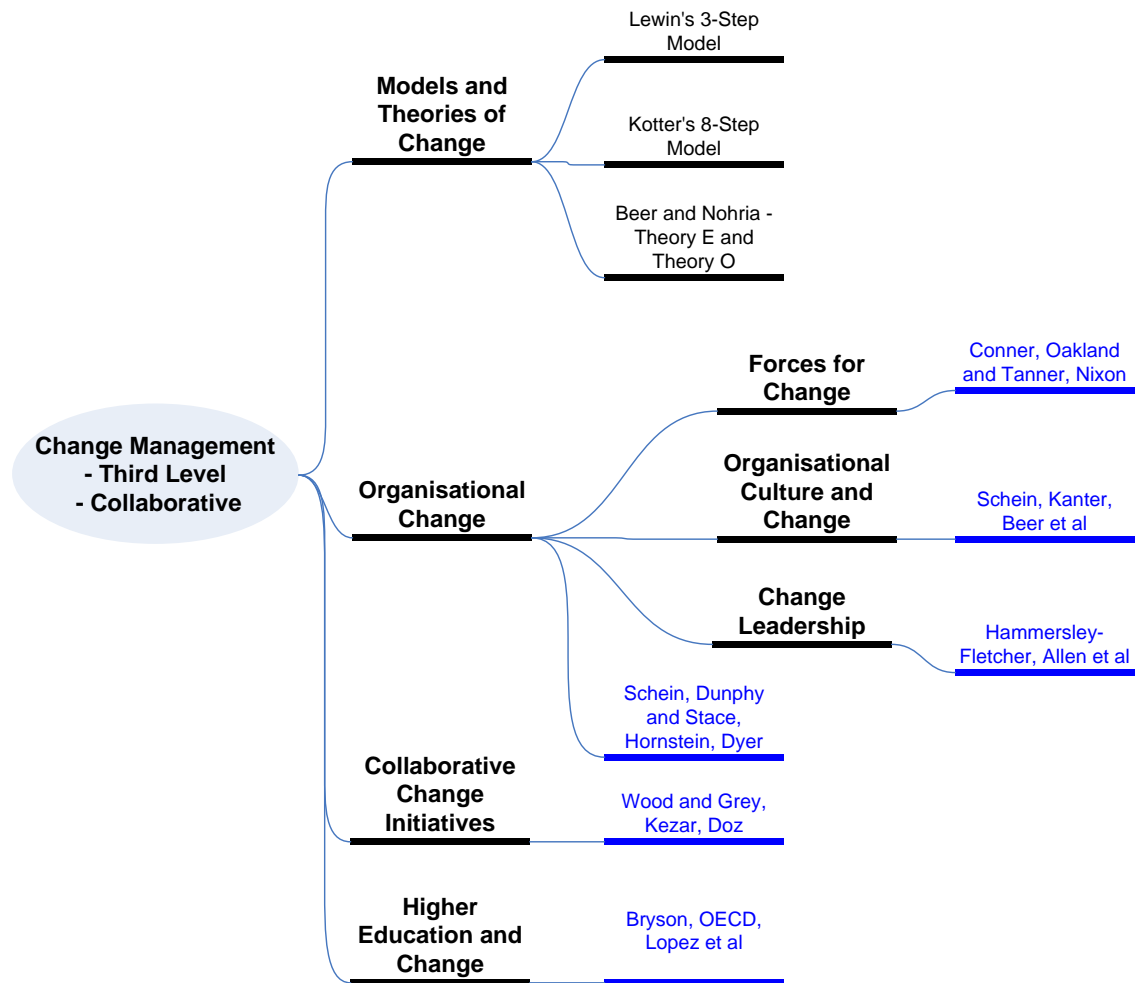 Change Management
- Third Level
- Collaborative
Models and
Theories of
Change
Lewin's 3-Step
Model
Kotter's 8-Step
Model
Beer and Nohria -
Theory E and
Theory O
Organisational
Change
Forces for
Change
Conner, Oakland
and Tanner, Nixon
Organisational
Culture and
Change
Schein, Kanter,
Beer et al
Change
Leadership
Hammersley-
Fletcher, Allen et al
Schein, Dunphy
and Stace,
Hornstein, Dyer
Collaborative
Change
Initiatives
Wood and Grey,
Kezar, Doz
Higher
Education and
Change
Bryson, OECD,
Lopez et al